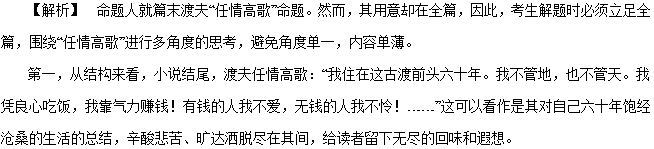 【解析】 命题人就篇末渡夫“任情高歌”命题。然而，其用意却在全篇，因此，考生解题时必须立足全
篇，围绕“任情高歌”进行多角度的思考，避免角度单一，内容单薄。
第一，从结构来看，小说结尾，渡夫任情高歌：“我住在这古渡前头六十年。我不管地，也不管天。我
凭良心吃饭，我靠气力赚钱！有钱的人我不爱，无钱的人我不怜！……”这可以看作是其对自己六十年饱经
沧桑的生活的总结，辛酸悲苦、旷达洒脱尽在其间，给读者留下无尽的回味和遐想。